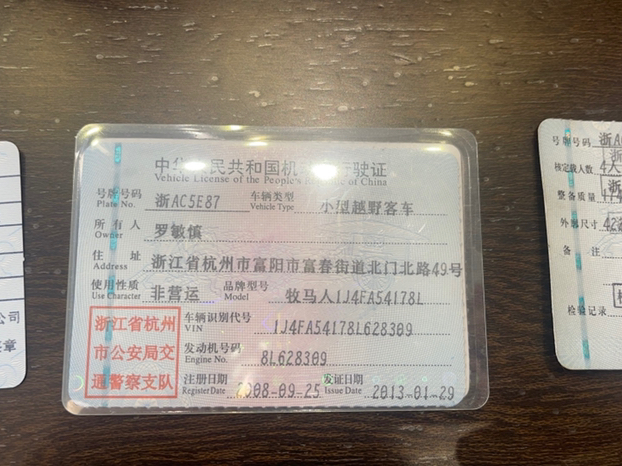 中华 民共和国机 行驶证
Vehicle License of the People's of China
号牌号码 浙AC5E87 车辆类型 小型越野客车
Plate No. Vehicle Type
所有人 罗敏慎
Owner
住址 浙江省杭州市富阳市富春街道北门北路49号
Address
使用性质 非营运 品牌型号 牧马人1J4FA54178L
Use Character Model
浙江省杭州
市公安局交
通警察支队
车辆识别代号 1J4FA54178L628309
VIN
发动机号码 8L628309
Engine No.
注册日期 2008-09-25 发证日期 2013-01-29
Register Date Issue Date
公司
章
号牌号码 浙A
核定载人数 4人
整备质量
外廓尺寸 42
备注
检验记录